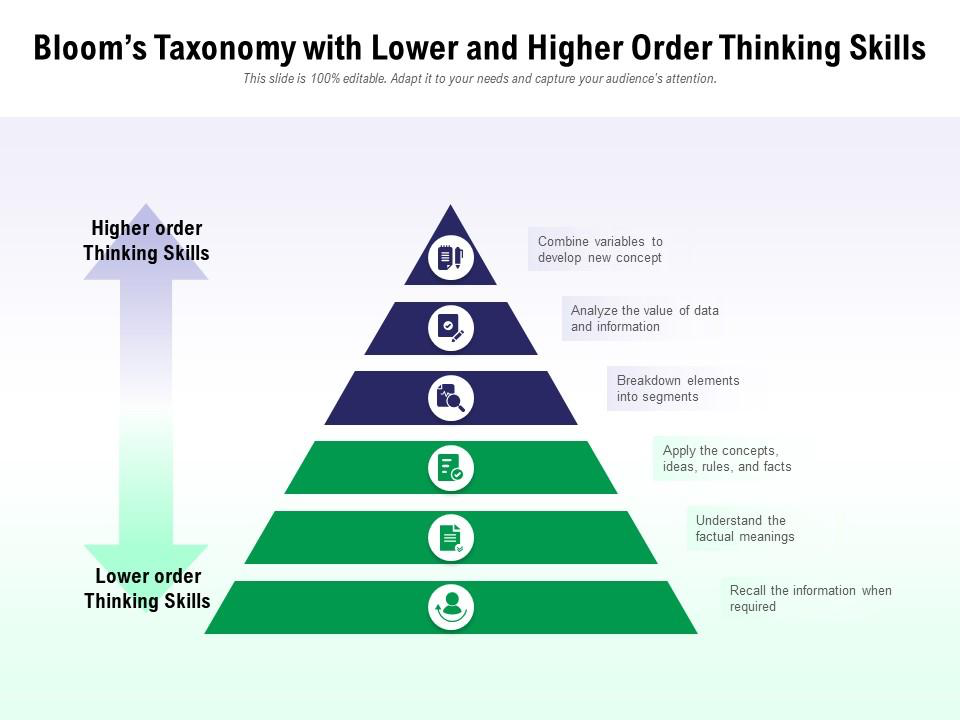 Bloom's Taxonomy with Lower and Higher Order Thinking Skills
This slide is 100% editable. Adapt it to your needs and capture your audience's attention.
Higher order
Thinking Skills
Combine variables to
develop new concept
Analyze the value of data
and information
Breakdown elements
into segments
Apply the concepts,
ideas, rules, and facts
Understand the
factual meanings
Lower order
Thinking Skills
Recall the information when
required